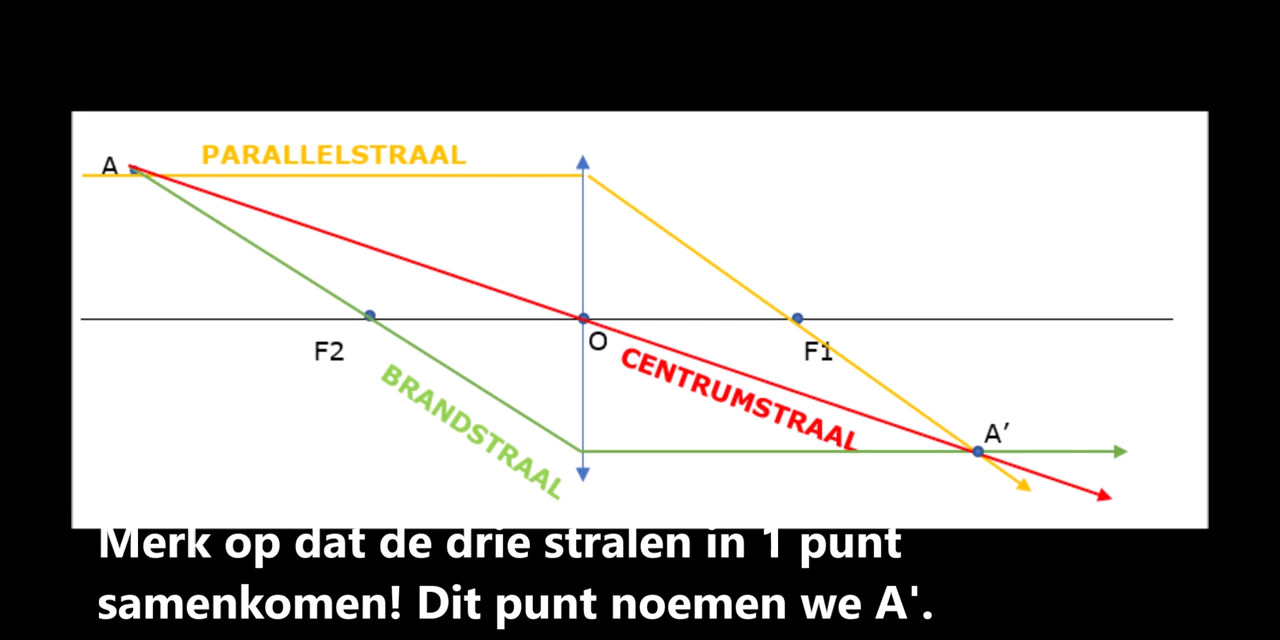 PARALLELSTRAAL
A
O
F2
F1
BRANDSTRAAL
CENTRUMSTRAAL
A′
Merk op dat de drie stralen in 1 punt
samenkomen! Dit punt noemen we A'.